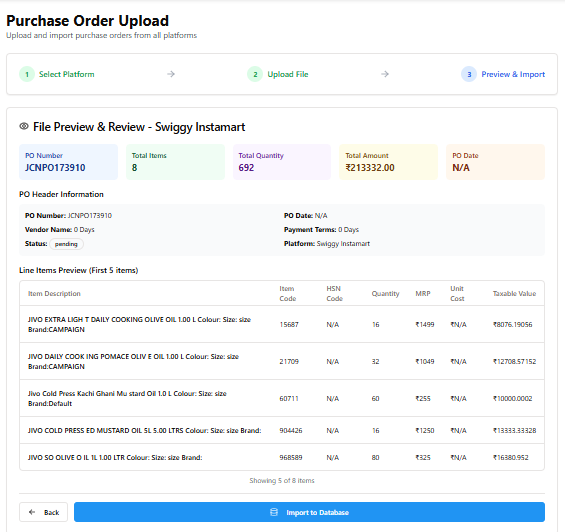 Purchase Order Upload
Upload and import purchase orders from all platforms
1 Select Platform → 2 Upload File → 3 Preview & Import
File Preview & Review - Swiggy Instamart
PO Number Total Items Total Quantity Total Amount PO Date
JCNPO173910 8 692 ₹213332.00 N/A
PO Header Information
PO Number: JCNPO173910 PO Date: N/A
Vendor Name: 0 Days Payment Terms: 0 Days
Status: pending Platform: Swiggy Instamart
Line Items Preview (First 5 items)
Item Description Item Code HSN Code Quantity MRP Unit Cost Taxable Value
JIVO EXTRA LIGH T DAILY COOKING OLIVE OIL 1.00 L Colour: Size: size
Brand:CAMPAIGN 15687 N/A 16 ₹1499 ₹N/A ₹8076.19056
JIVO DAILY COOK ING POMACE OLIV E OIL 1.00 L Colour: Size: size
Brand:CAMPAIGN 21709 N/A 32 ₹1049 ₹N/A ₹12708.57152
Jivo Cold Press Kachi Ghani Mu stard Oil 1.0 L Colour: Size: size
Brand:Default 60711 N/A 60 ₹255 ₹N/A ₹10000.0002
JIVO COLD PRESS ED MUSTARD OIL 5L 5.00 LTRS Colour: Size: size Brand: 904426 N/A 16 ₹1250 ₹N/A ₹13333.33328
JIVO SO OLIVE O IL 1L 1.00 LTR Colour: Size: size Brand: 968589 N/A 80 ₹325 ₹N/A ₹16380.952
Showing 5 of 8 items
← Back Import to Database